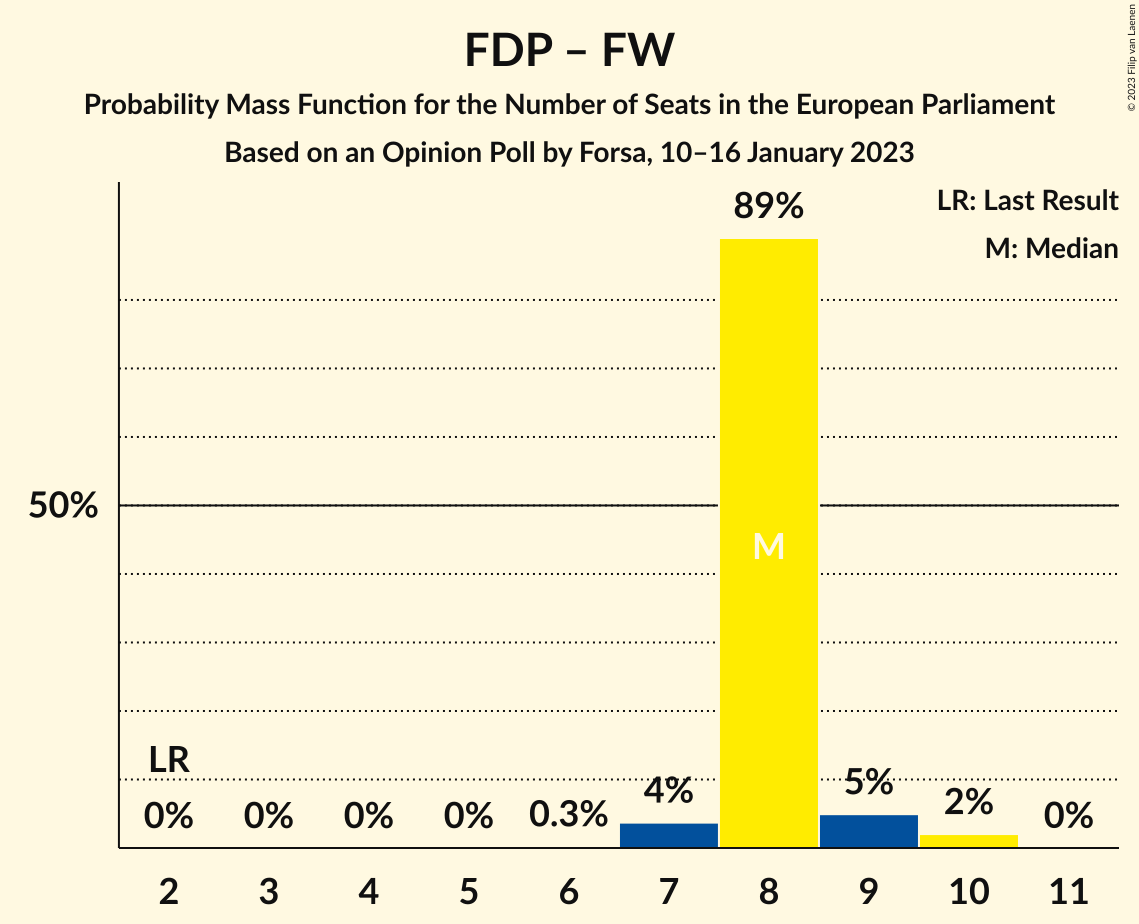 FDP – FW
Probability Mass Function for the Number of Seats in the European Parliament
Based on an Opinion Poll by Forsa, 10–16 January 2023
© 2023 Filip van Laenen
LR: Last Result
M: Median
89%
50%
M
LR
0% 0% 0% 0% 0.3% 4% 5% 2% 0%
2 3 4 5 6 7 8 9 10 11